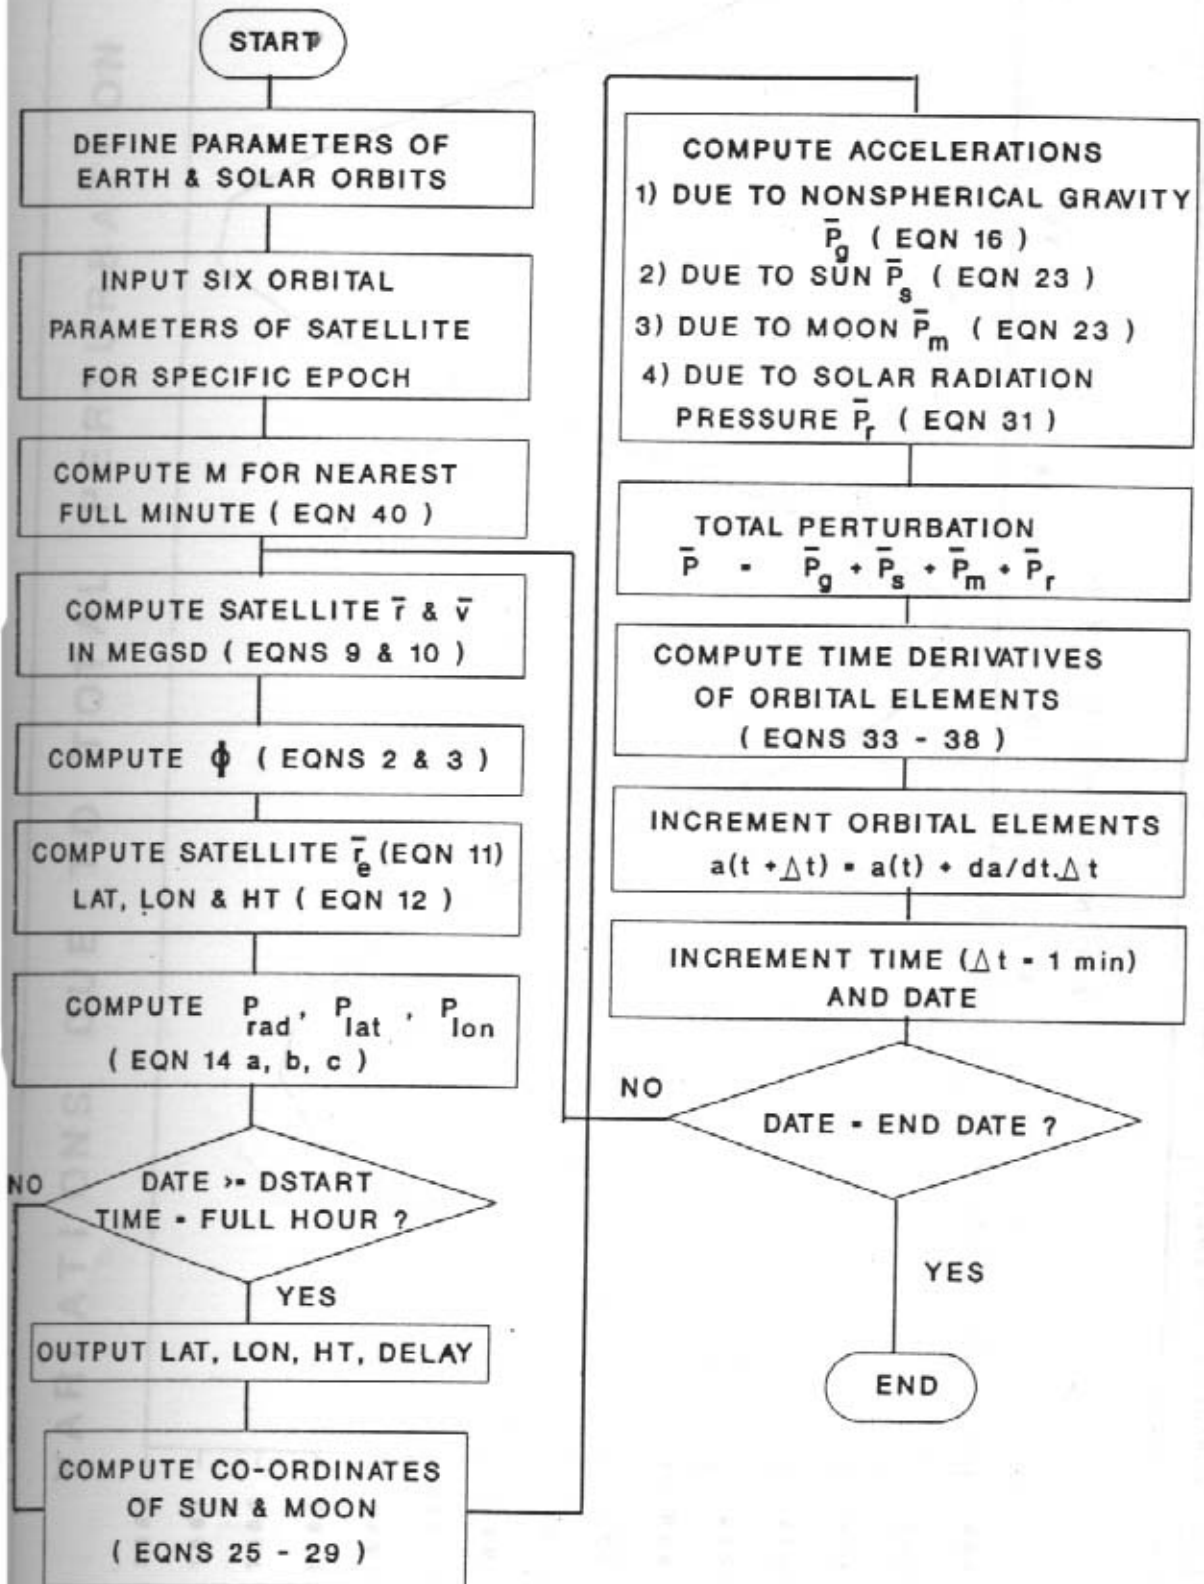 START
DEFINE PARAMETERS OF
EARTH & SOLAR ORBITS
INPUT SIX ORBITAL
PARAMETERS OF SATELLITE
FOR SPECIFIC EPOCH
COMPUTE M FOR NEAREST
FULL MINUTE ( EQN 40 )
COMPUTE SATELLITE r̄ & v̄
IN MEGSD ( EQNS 9 & 10 )
COMPUTE ϕ ( EQNS 2 & 3 )
COMPUTE SATELLITE r̄e (EQN 11)
LAT, LON & HT ( EQN 12 )
COMPUTE Prad, Plat, Plon
( EQN 14 a, b, c )
NO
DATE >= DSTART
TIME = FULL HOUR ?
YES
OUTPUT LAT, LON, HT, DELAY
COMPUTE CO-ORDINATES
OF SUN & MOON
( EQNS 25 - 29 )
COMPUTE ACCELERATIONS
1) DUE TO NONSPHERICAL GRAVITY
P̄g ( EQN 16 )
2) DUE TO SUN P̄s ( EQN 23 )
3) DUE TO MOON P̄m ( EQN 23 )
4) DUE TO SOLAR RADIATION
PRESSURE P̄r ( EQN 31 )
TOTAL PERTURBATION
P̄ = P̄g + P̄s + P̄m + P̄r
COMPUTE TIME DERIVATIVES
OF ORBITAL ELEMENTS
( EQNS 33 - 38 )
INCREMENT ORBITAL ELEMENTS
a(t + Δt) = a(t) + da/dt.Δt
INCREMENT TIME (Δt = 1 min)
AND DATE
NO
DATE = END DATE ?
YES
END